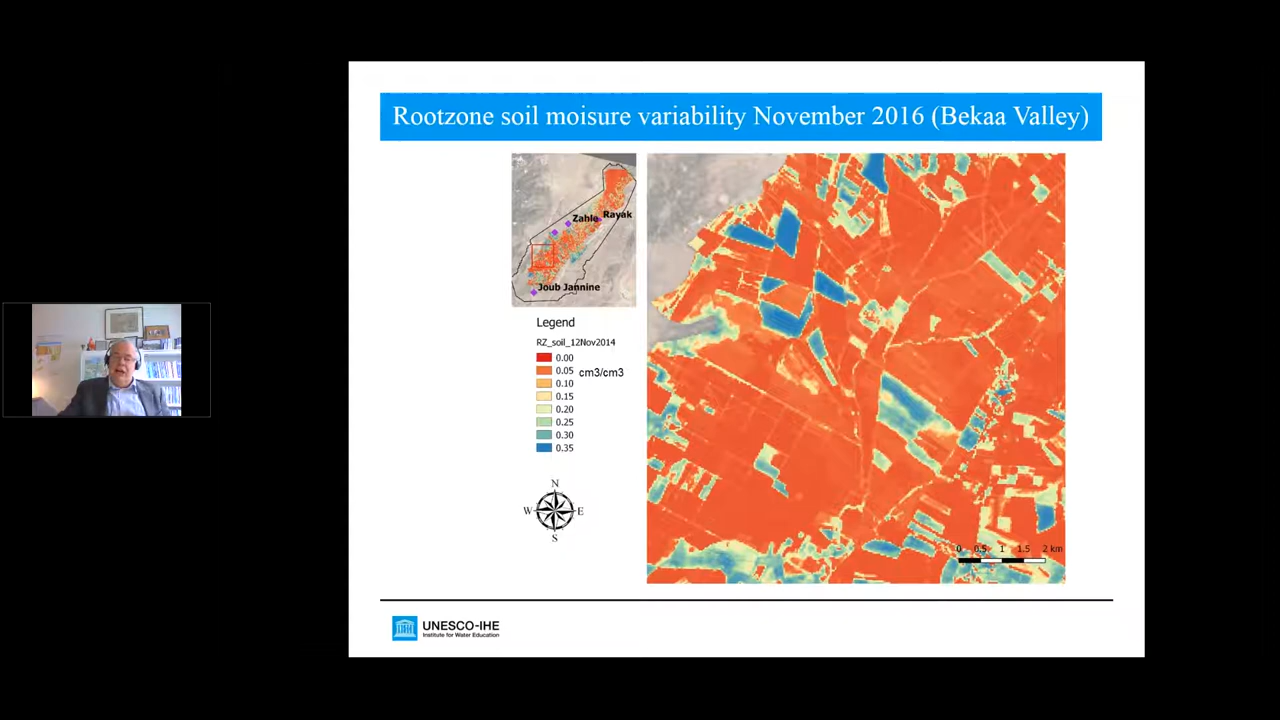 Rootzone soil moisure variability November 2016 (Bekaa Valley)
Zahle
Rayak
Joub Jannine
Legend
RZ_soil_12Nov2014
0.00
0.05 cm3/cm3
0.10
0.15
0.20
0.25
0.30
0.35
N
W E
S
0 0.5 1 1.5 2 km
UNESCO-IHE
Institute for Water Education